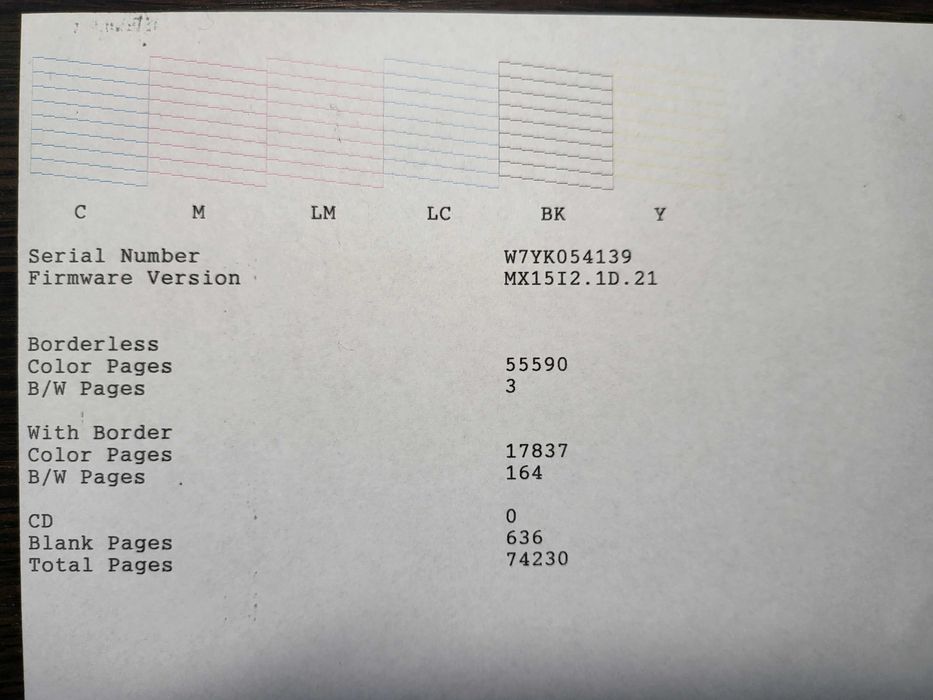 C M LM LC BK Y
Serial Number W7YK054139
Firmware Version MX15I2.1D.21
Borderless
Color Pages 55590
B/W Pages 3
With Border
Color Pages 17837
B/W Pages 164
CD 0
Blank Pages 636
Total Pages 74230